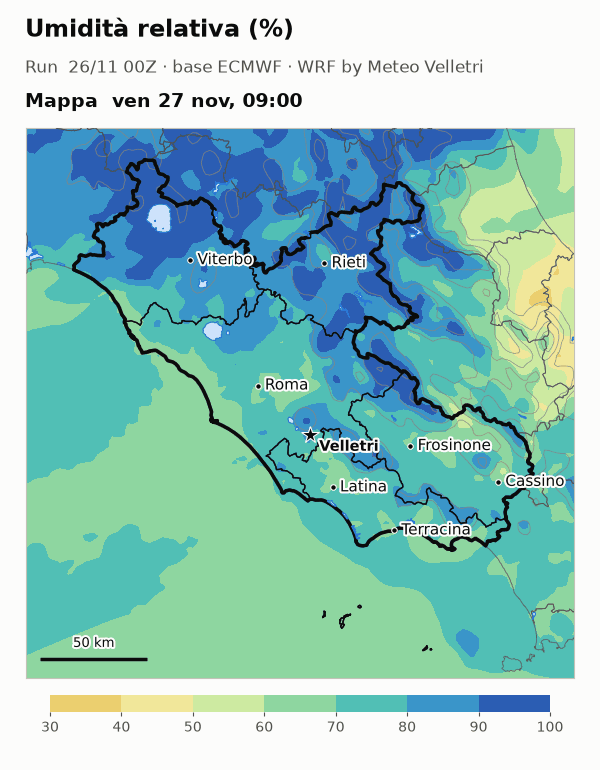 Umidità relativa (%)
Run  26/11 00Z · base ECMWF · WRF by Meteo Velletri
Mappa  ven 27 nov, 09:00
Viterbo
Rieti
Roma
Velletri
Frosinone
Cassino
Latina
Terracina
50 km
30 40 50 60 70 80 90 100